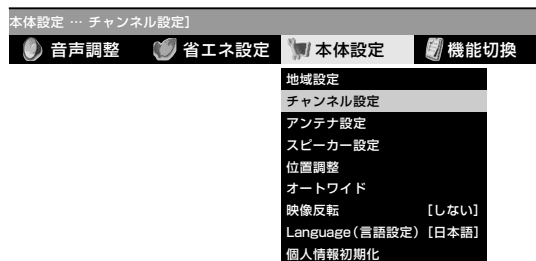 本体設定 … チャンネル設定]
音声調整 省エネ設定 本体設定 機能切換
地域設定
チャンネル設定
アンテナ設定
スピーカー設定
位置調整
オートワイド
映像反転 [しない]
Language(言語設定) [日本語]
個人情報初期化